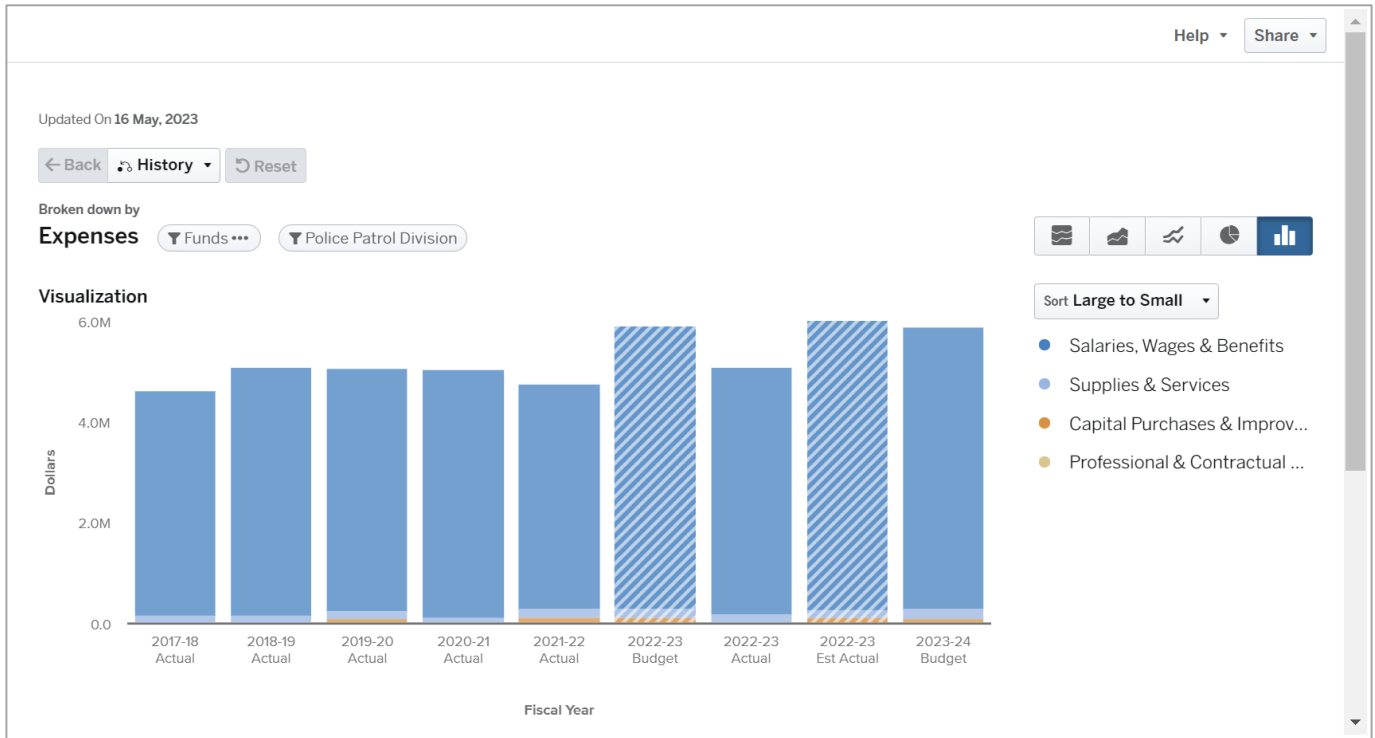 Help Share
Updated On 16 May, 2023
Back History Reset
Broken down by
Expenses Funds ••• Police Patrol Division
Visualization
Sort Large to Small
Salaries, Wages & Benefits
Supplies & Services
Capital Purchases & Improv...
Professional & Contractual ...
6.0M
4.0M
2.0M
0.0
Dollars
2017-18 2018-19 2019-20 2020-21 2021-22 2022-23 2022-23 2022-23 2023-24
Actual Actual Actual Actual Actual Budget Actual Est Actual Budget
Fiscal Year